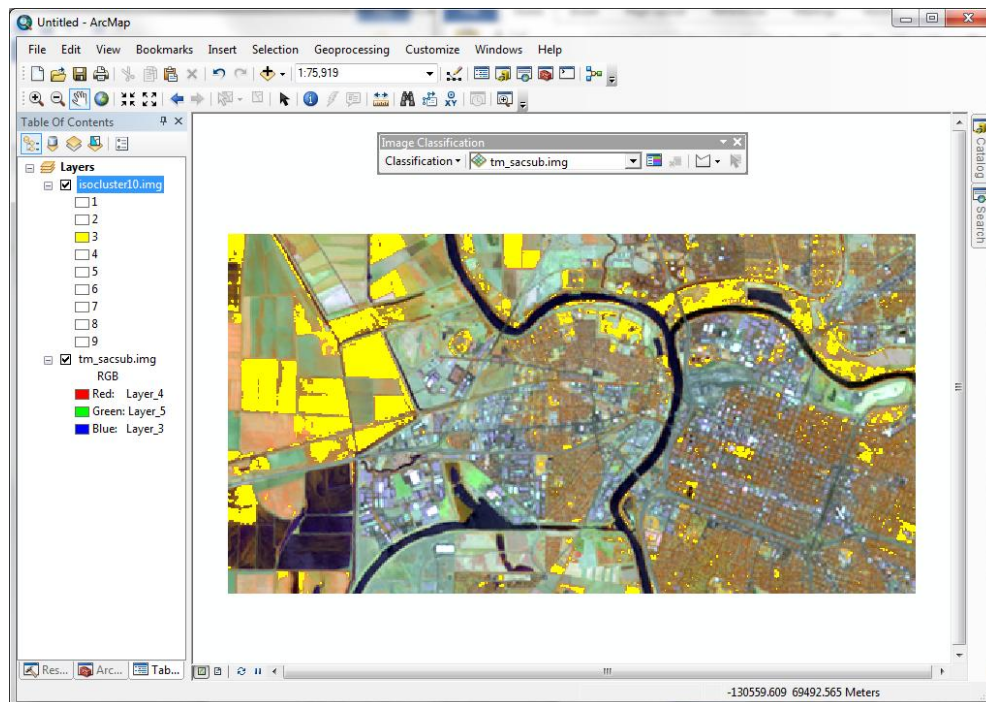 Untitled - ArcMap
File Edit View Bookmarks Insert Selection Geoprocessing Customize Windows Help
1:75,919
Table Of Contents
Layers
isocluster10.img
1
2
3
4
5
6
7
8
9
tm_sacsub.img
RGB
Red: Layer_4
Green: Layer_5
Blue: Layer_3
Image Classification
Classification tm_sacsub.img
Catalog
Search
Res... Arc... Tab...
-130559.609 69492.565 Meters